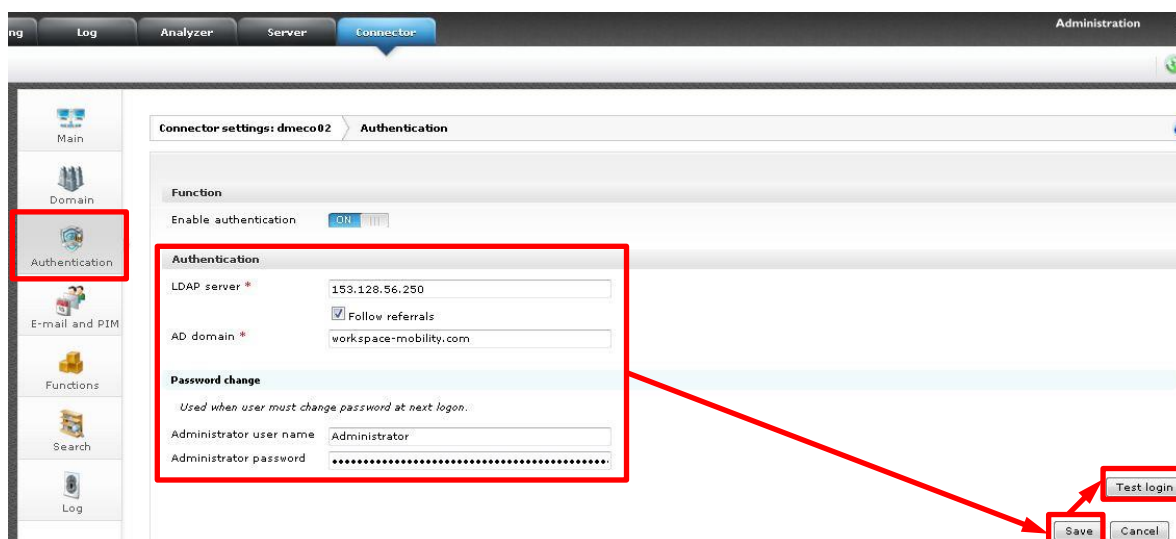 Administration
ng Log Analyzer Server Connector
Main
Domain
Authentication
E-mail and PIM
Functions
Search
Log
Connector settings: dmeco02 Authentication
Function
Enable authentication ON
Authentication
LDAP server * 153.128.56.250
Follow referrals
AD domain * workspace-mobility.com
Password change
Used when user must change password at next logon.
Administrator user name Administrator
Administrator password ••••••••••••••••••••••••••••••••••••••••••••
Test login
Save Cancel